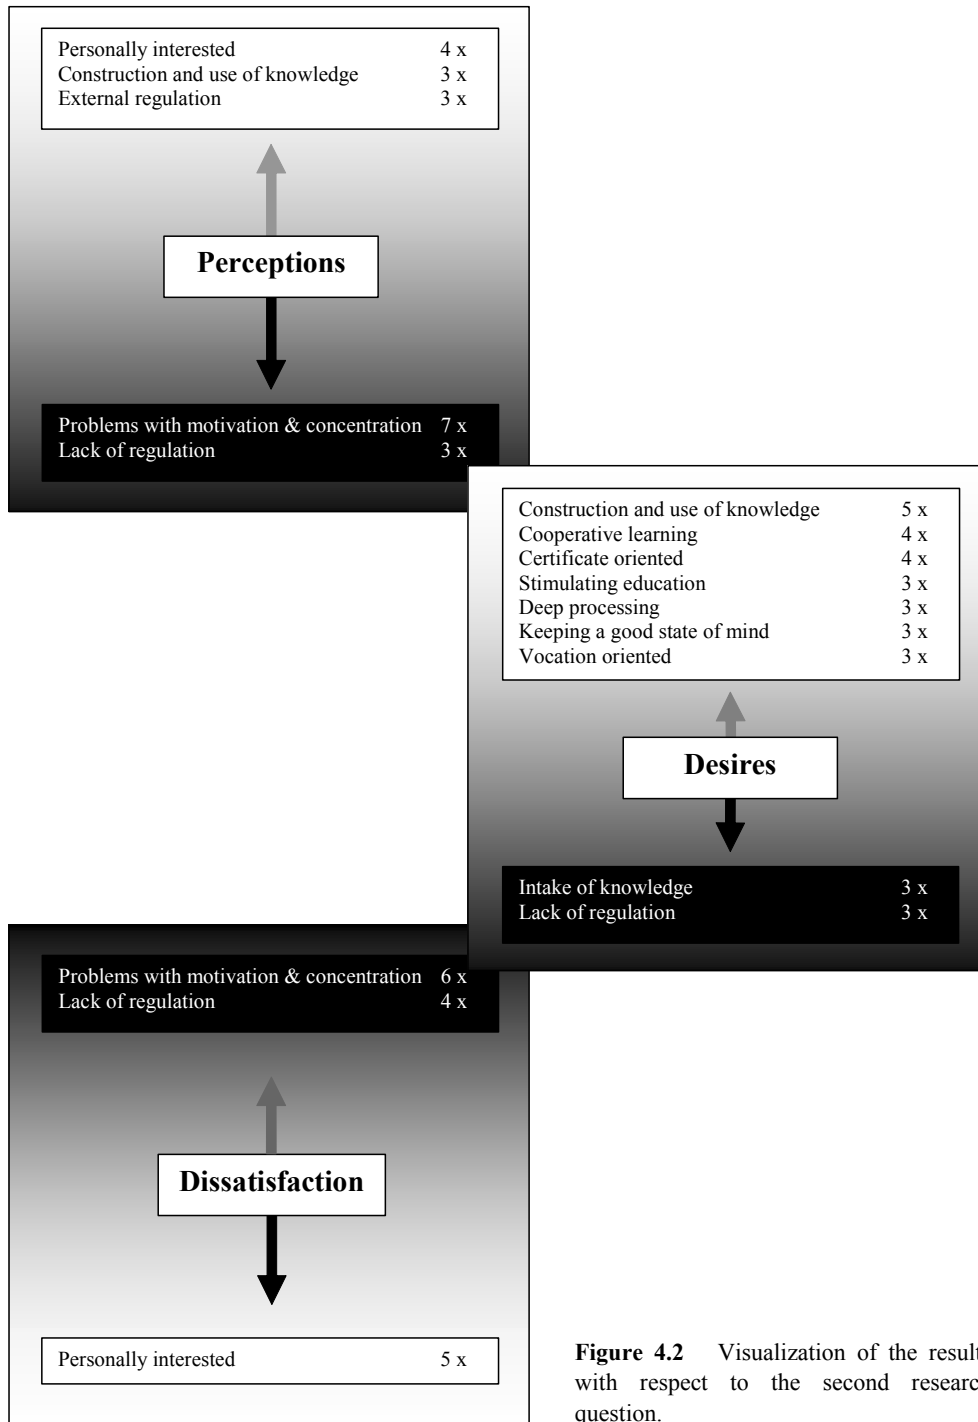 Personally interested 4 x
Construction and use of knowledge 3 x
External regulation 3 x
Perceptions
Problems with motivation & concentration 7 x
Lack of regulation 3 x
Construction and use of knowledge 5 x
Cooperative learning 4 x
Certificate oriented 4 x
Stimulating education 3 x
Deep processing 3 x
Keeping a good state of mind 3 x
Vocation oriented 3 x
Desires
Intake of knowledge 3 x
Lack of regulation 3 x
Problems with motivation & concentration 6 x
Lack of regulation 4 x
Dissatisfaction
Personally interested 5 x
Figure 4.2 Visualization of the result
with respect to the second researc
question.